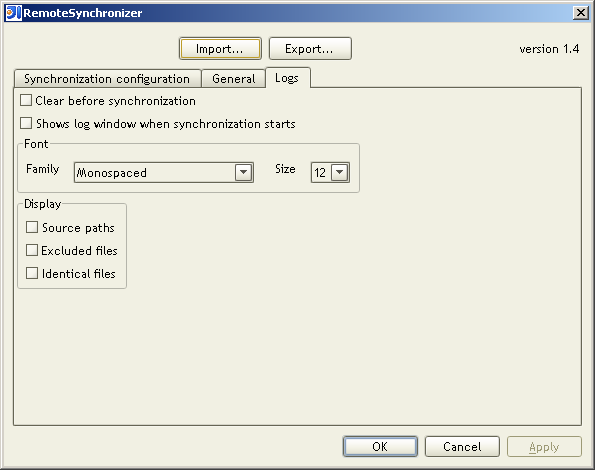 RemoteSynchronizer
Import... Export... version 1.4
Synchronization configuration General Logs
Clear before synchronization
Shows log window when synchronization starts
Font
Family Monospaced Size 12
Display
Source paths
Excluded files
Identical files
OK Cancel Apply